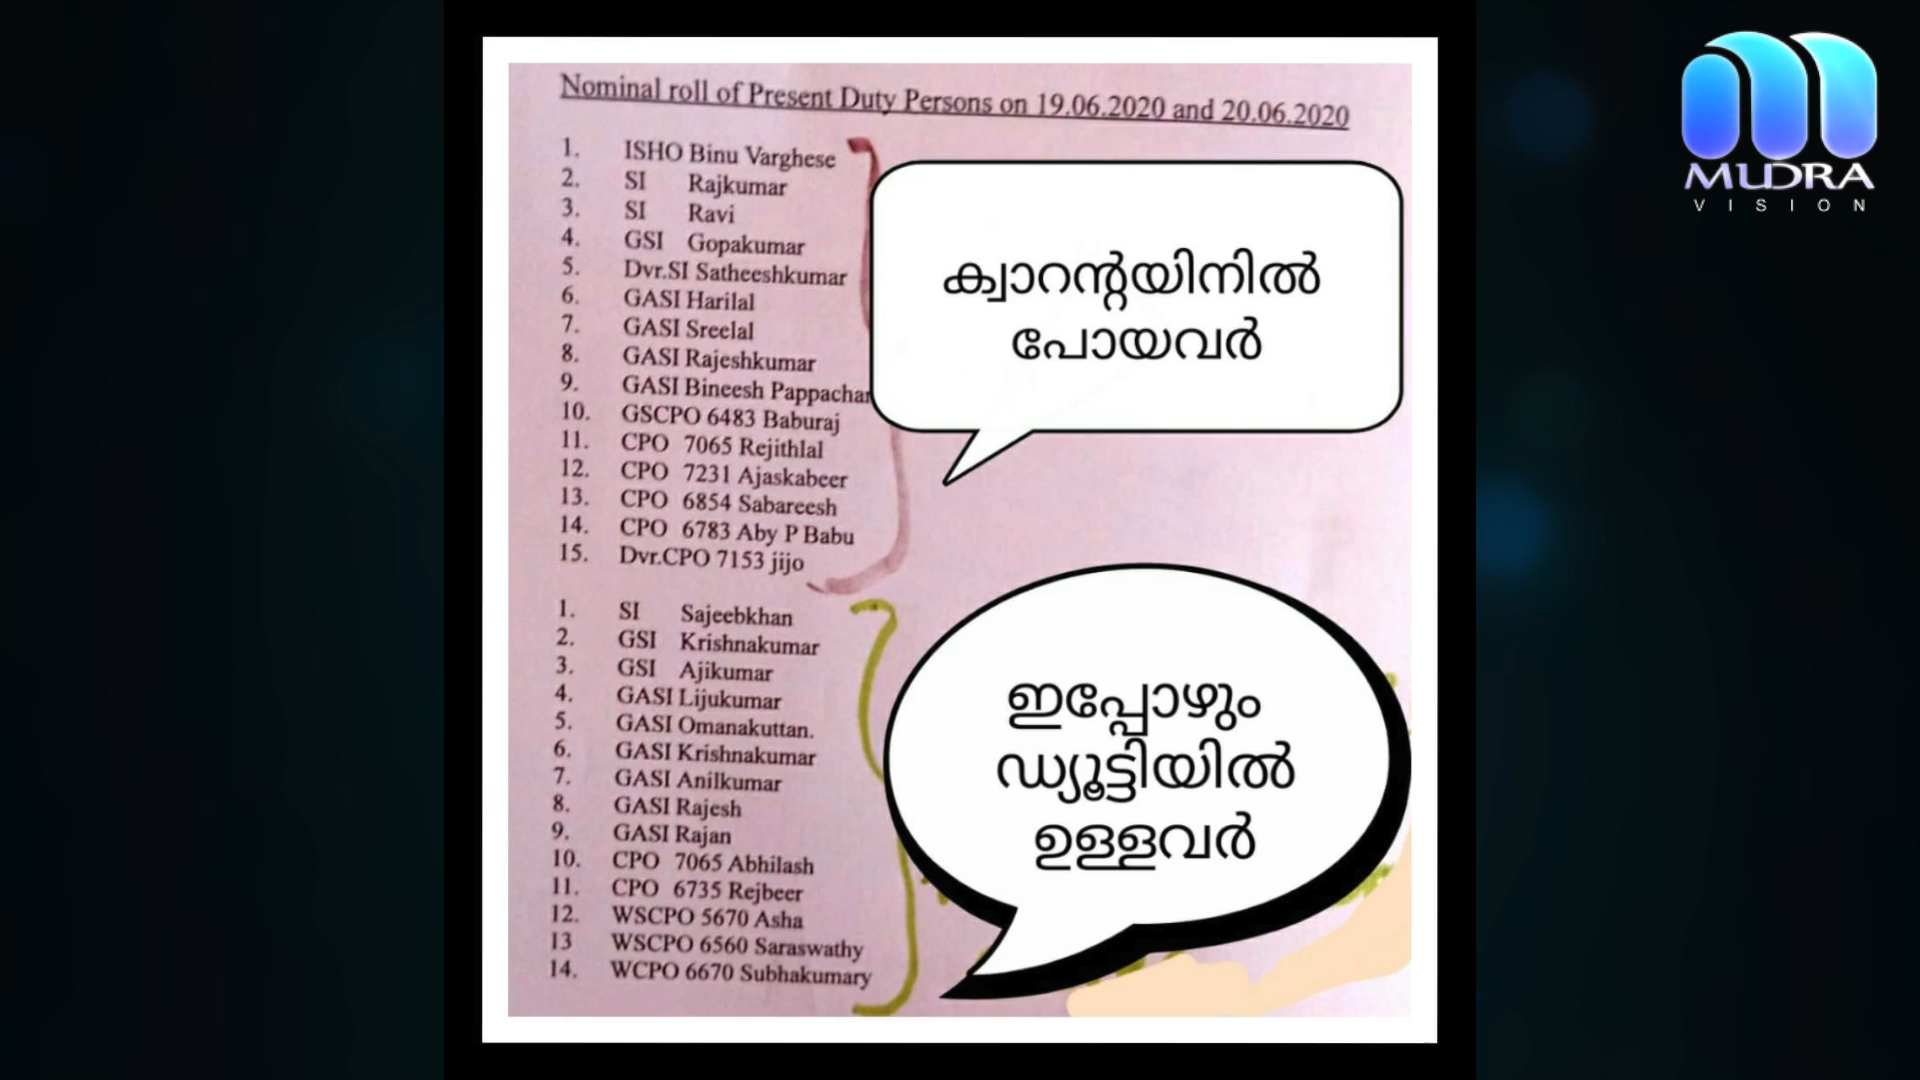 Nominal roll of Present Duty Persons on 19.06.2020 and 20.06.2020
1. ISHO Binu Varghese
2. SI Rajkumar
3. SI Ravi
4. GSI Gopakumar
5. Dvr.SI Satheeshkumar
6. GASI Harilal
7. GASI Sreelal
8. GASI Rajeshkumar
9. GASI Bineesh Pappachan
10. GSCPO 6483 Baburaj
11. CPO 7065 Rejithlal
12. CPO 7231 Ajaskabeer
13. CPO 6854 Sabareesh
14. CPO 6783 Aby P Babu
15. Dvr.CPO 7153 jijo
ക്വാറന്റയിനിൽ
പോയവർ
1. SI Sajeebkhan
2. GSI Krishnakumar
3. GSI Ajikumar
4. GASI Lijukumar
5. GASI Omanakuttan.
6. GASI Krishnakumar
7. GASI Anilkumar
8. GASI Rajesh
9. GASI Rajan
10. CPO 7065 Abhilash
11. CPO 6735 Rejbeer
12. WSCPO 5670 Asha
13 WSCPO 6560 Saraswathy
14. WCPO 6670 Subhakumary
ഇപ്പോഴും
ഡ്യൂട്ടിയിൽ
ഉള്ളവർ
MUDRA
VISION